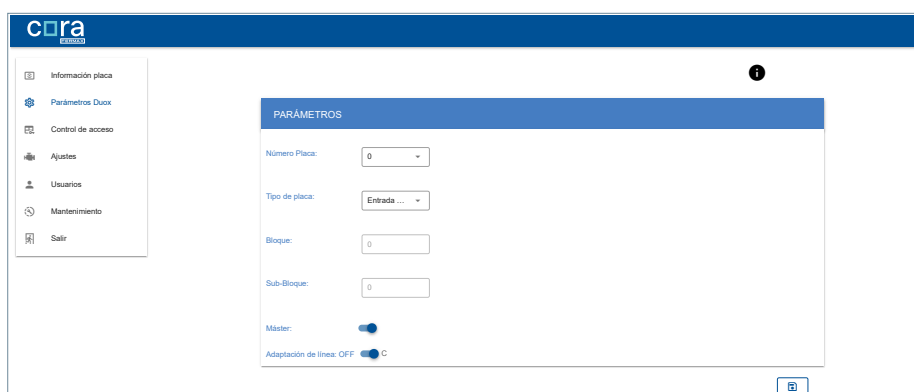 cora
FERMAX
Información placa
Parámetros Duox
Control de acceso
Ajustes
Usuarios
Mantenimiento
Salir
PARÁMETROS
Número Placa: 0
Tipo de placa: Entrada ...
Bloque: 0
Sub-Bloque: 0
Máster:
Adaptación de línea: OFF C